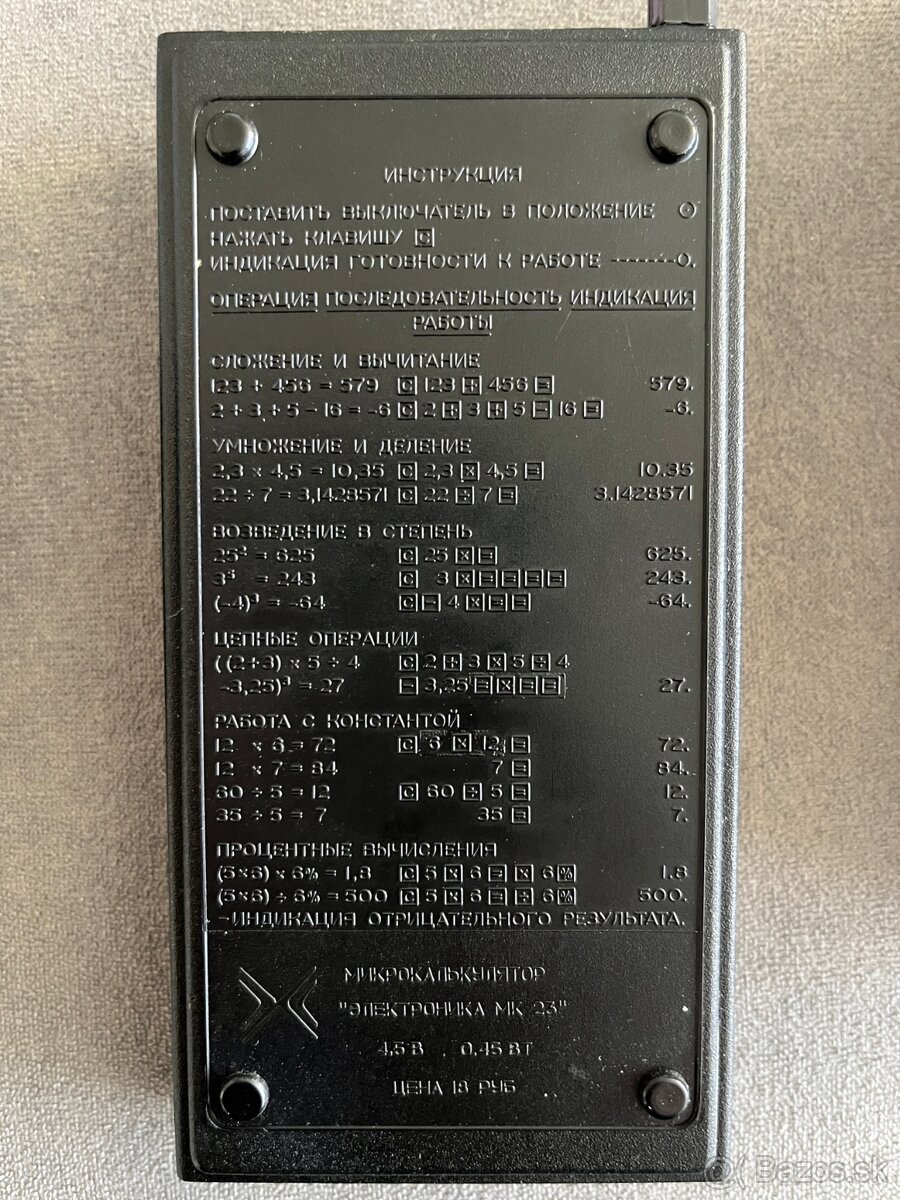 ИНСТРУКЦИЯ
ПОСТАВИТЬ ВЫКЛЮЧАТЕЛЬ В ПОЛОЖЕНИЕ O
НАЖАТЬ КЛАВИШУ [C]
ИНДИКАЦИЯ ГОТОВНОСТИ К РАБОТЕ -------0.
ОПЕРАЦИЯ ПОСЛЕДОВАТЕЛЬНОСТЬ ИНДИКАЦИЯ
РАБОТЫ
СЛОЖЕНИЕ И ВЫЧИТАНИЕ
123 + 456 = 579 [C] 123 [+] 456 [=] 579.
2 + 3 + 5 - 16 = -6 [C] 2 [+] 3 [+] 5 [-] 16 [=] -6.
УМНОЖЕНИЕ И ДЕЛЕНИЕ
2,3 × 4,5 = 10,35 [C] 2,3 [×] 4,5 [=] 10.35
22 ÷ 7 = 3,1428571 [C] 22 [÷] 7 [=] 3.1428571
ВОЗВЕДЕНИЕ В СТЕПЕНЬ
25² = 625 [C] 25 [×] [=] 625.
3⁵ = 243 [C] 3 [×] [=] [=] [=] [=] 243.
(-4)³ = -64 [C] [-] 4 [×] [=] [=] -64.
ЦЕПНЫЕ ОПЕРАЦИИ
((2+3) × 5 ÷ 4 [C] 2 [+] 3 [×] 5 [÷] 4
-3,25)³ = 27 [-] 3,25 [=] [×] [=] [=] 27.
РАБОТА С КОНСТАНТОЙ
12 × 6 = 72 [C] 6 [×] 12 [=] 72.
12 × 7 = 84 7 [=] 84.
60 ÷ 5 = 12 [C] 60 [÷] 5 [=] 12.
35 ÷ 5 = 7 35 [=] 7.
ПРОЦЕНТНЫЕ ВЫЧИСЛЕНИЯ
(5×6) × 6% = 1,8 [C] 5 [×] 6 [=] [×] 6 [%] 1.8
(5×6) ÷ 6% = 500 [C] 5 [×] 6 [=] [÷] 6 [%] 500.
-ИНДИКАЦИЯ ОТРИЦАТЕЛЬНОГО РЕЗУЛЬТАТА.
МИКРОКАЛЬКУЛЯТОР
"ЭЛЕКТРОНИКА МК 23"
4,5 В 0,45 ВТ
ЦЕНА 18 РУБ
Bazos.sk